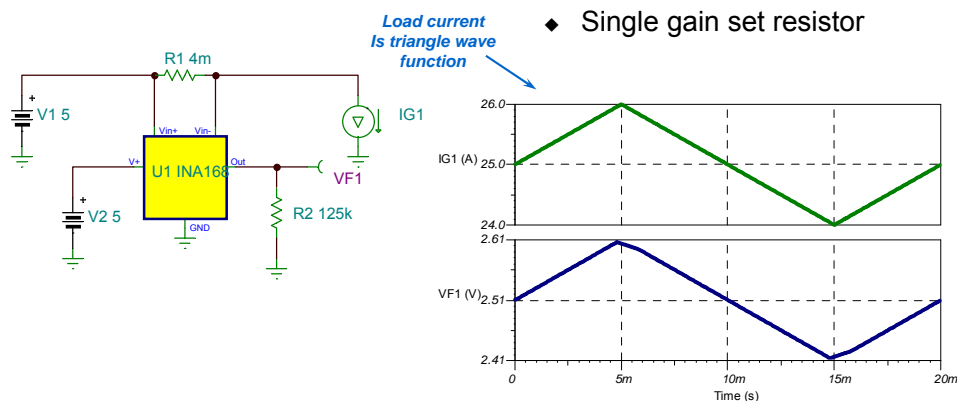 Load current
Is triangle wave
function
◆ Single gain set resistor
R1 4m
+
V1 5
Vin+
Vin-
IG1
V+
U1 INA168
Out
VF1
+
V2 5
R2 125k
GND
26.0
IG1 (A)
25.0
24.0
2.61
VF1 (V)
2.51
2.41
0
5m
10m
15m
20m
Time (s)